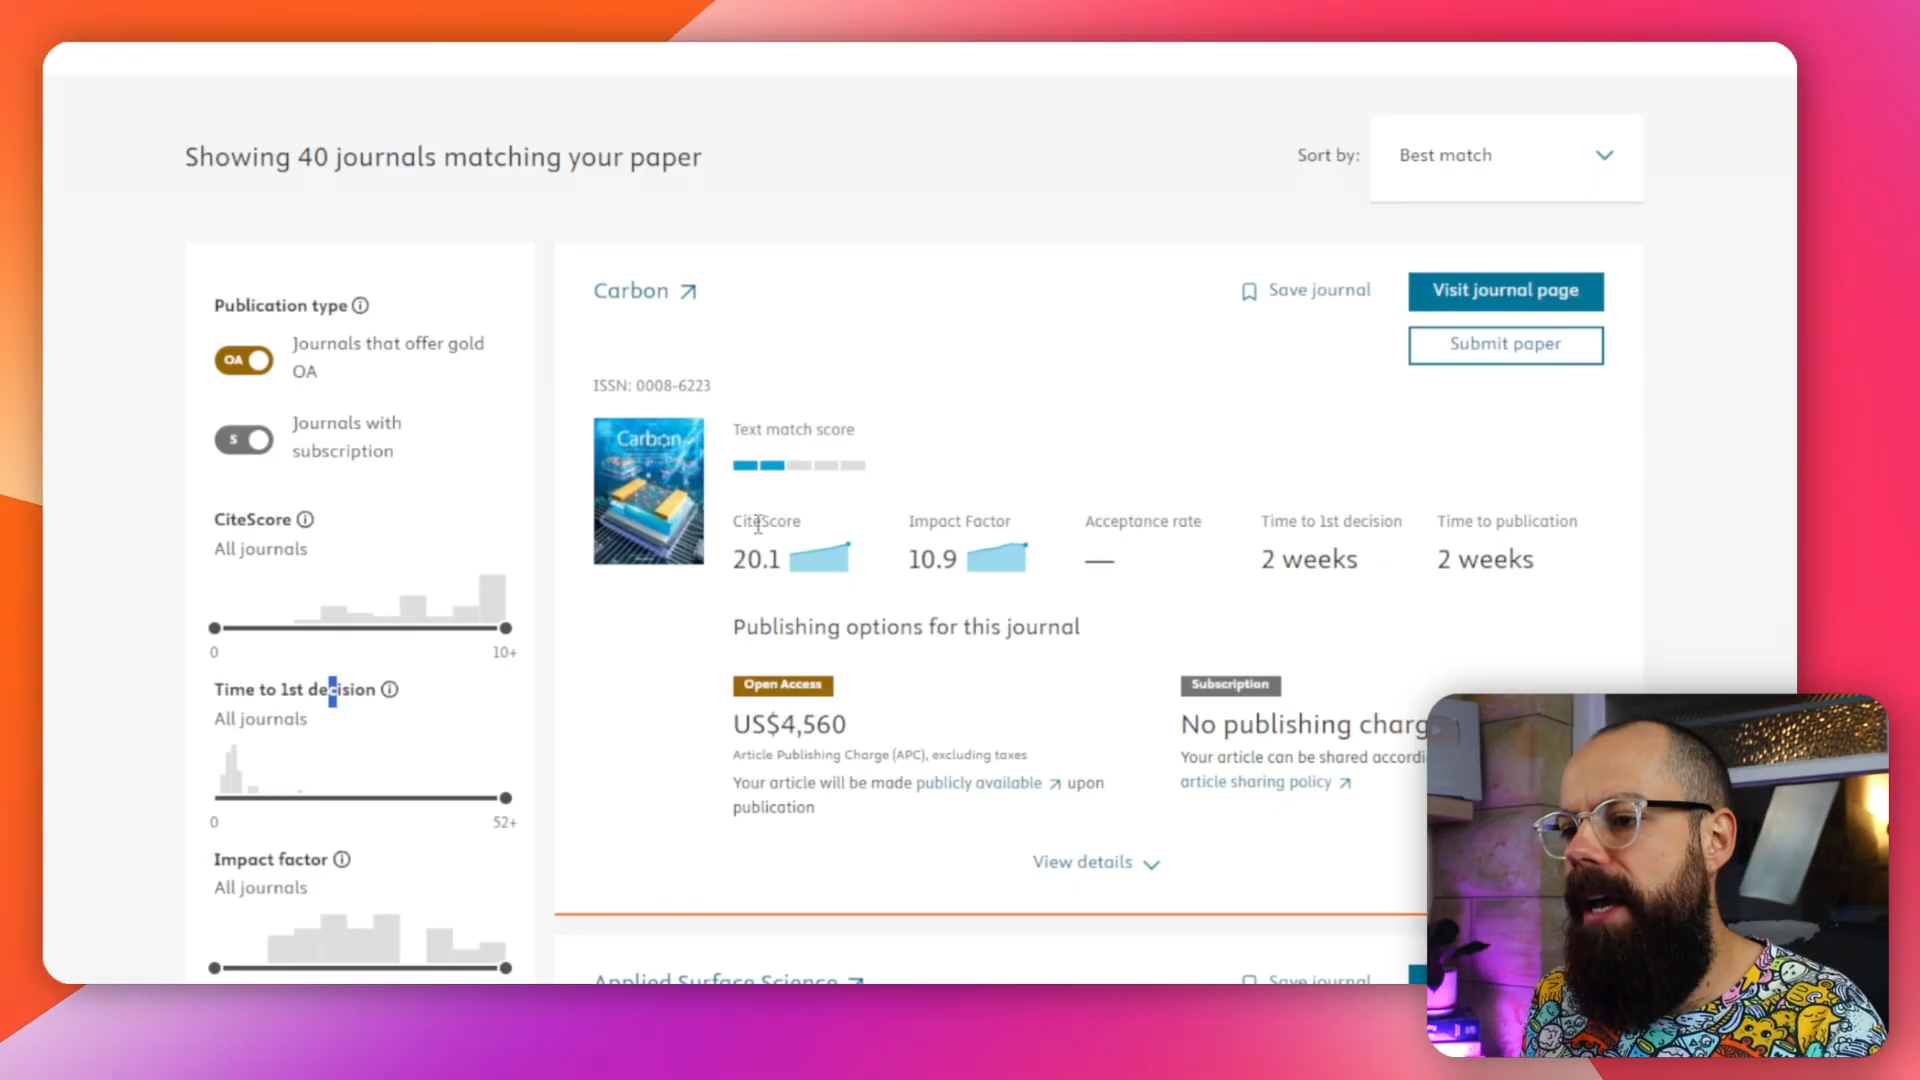 Showing 40 journals matching your paper
Sort by:
Best match
Publication type
OA
Journals that offer gold
OA
S
Journals with
subscription
CiteScore
All journals
0
10+
Time to 1st decision
All journals
0
52+
Impact factor
All journals
Carbon
Save journal
Visit journal page
Submit paper
ISSN: 0008-6223
Carbon
Text match score
CiteScore
20.1
Impact Factor
10.9
Acceptance rate
—
Time to 1st decision
2 weeks
Time to publication
2 weeks
Publishing options for this journal
Open Access
US$4,560
Article Publishing Charge (APC), excluding taxes
Your article will be made publicly available upon
publication
Subscription
No publishing charg
Your article can be shared accordi
article sharing policy
View details
Applied Surface Science
Save journal